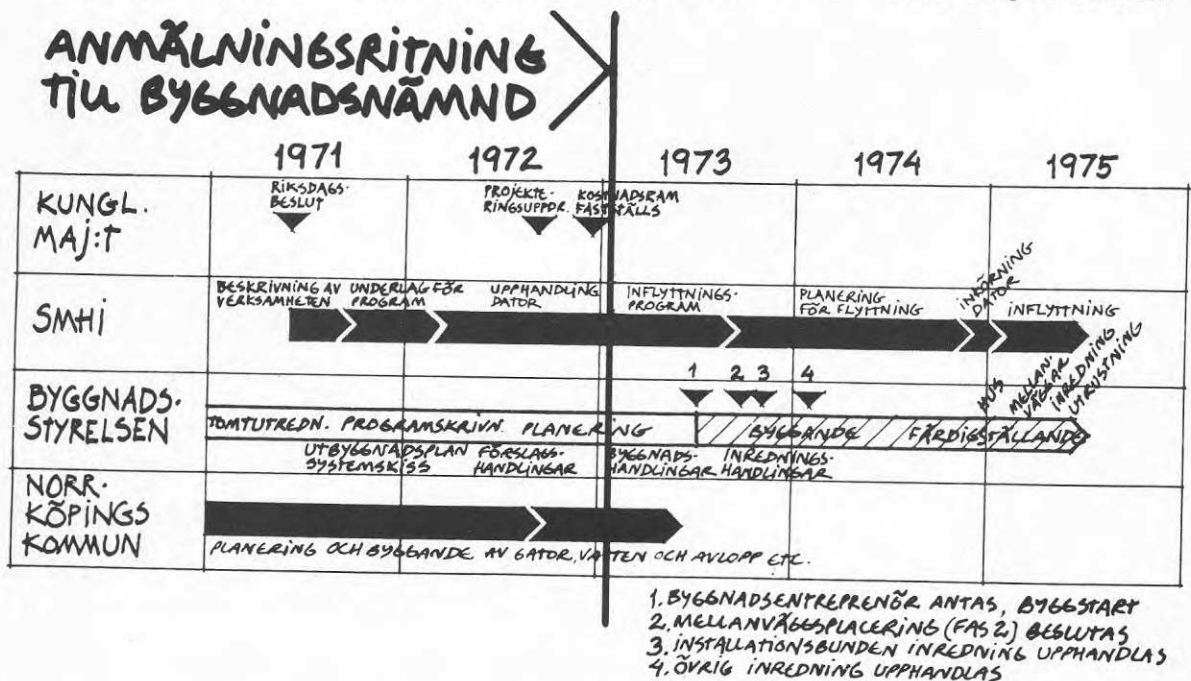 ANMÄLNINGSRITNING
TILL BYGGNADSNÄMND
1971 1972 1973 1974 1975
KUNGL.
MAJ:T
RIKSDAGS-
BESLUT
PROJEKTE-
RINGSUPPDR.
KOSTNADSRAM
FASTSTÄLLS
SMHI
BESKRIVNING AV
VERKSAMHETEN
UNDERLAG FÖR
PROGRAM
UPPHANDLING
DATOR
INFLYTTNINGS-
PROGRAM
PLANERING
FÖR FLYTTNING
INKÖRNING
DATOR
INFLYTTNING
BYGGNADS-
STYRELSEN
1 2 3 4
HUS
MELLAN-
VÄGGAR
INREDNING
UTRUSTNING
TOMTUTREDN. PROGRAMSKRIVN. PLANERING
BYGGANDE FÄRDIGSTÄLLANDE
UTBYGGNADSPLAN
SYSTEMSKISS
FÖRSLAGS-
HANDLINGAR
BYGGNADS-
HANDLINGAR
INREDNINGS-
HANDLINGAR
NORR-
KÖPINGS
KOMMUN
PLANERING OCH BYGGANDE AV GATOR, VATTEN OCH AVLOPP ETC.
1. BYGGNADSENTREPRENÖR ANTAS, BYGGSTART
2. MELLANVÄGGSPLACERING (FAS 2) BESLUTAS
3. INSTALLATIONSBUNDEN INREDNING UPPHANDLAS
4. ÖVRIG INREDNING UPPHANDLAS